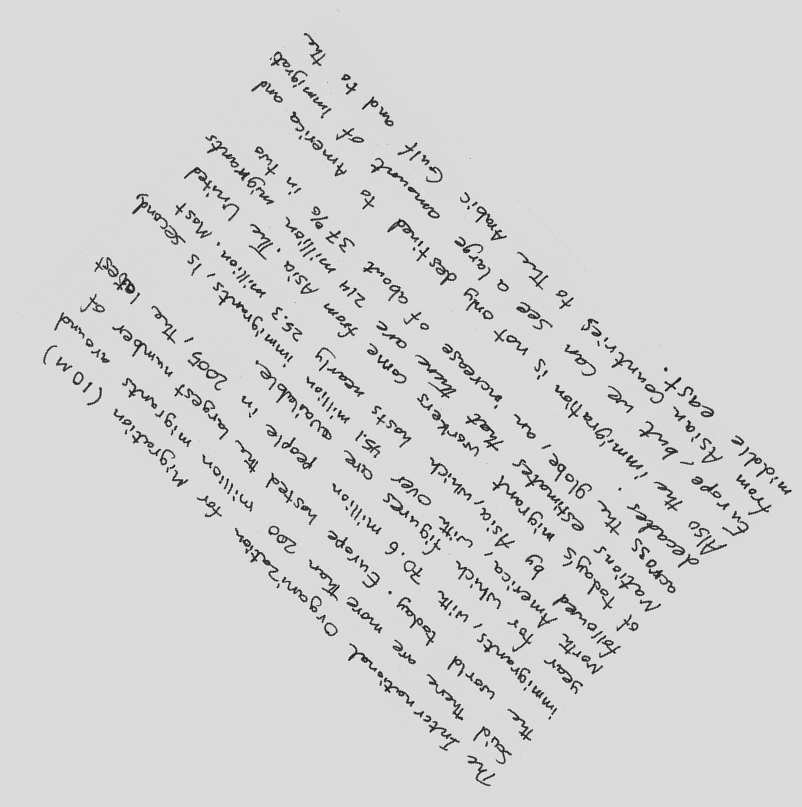 The International Organization for Migration (IOM)
said there are more than 200 million migrants around
the world today. Europe hosted the largest number of
immigrants, with 70.6 million people in 2005, the latest
year for which figures are available.
North America, with over 45.1 million immigrants, is second,
followed by Asia, which hosts nearly 25.3 million. Most
of today's migrant workers come from Asia. The United
Nations estimates that there are 214 million migrants
across the globe, an increase of about 37% in two
decades.
Also the immigration is not only destined to America and
Europe, but we can see a large amount of immigrati
from Asian countries to the Arabic Gulf and to the
middle east.